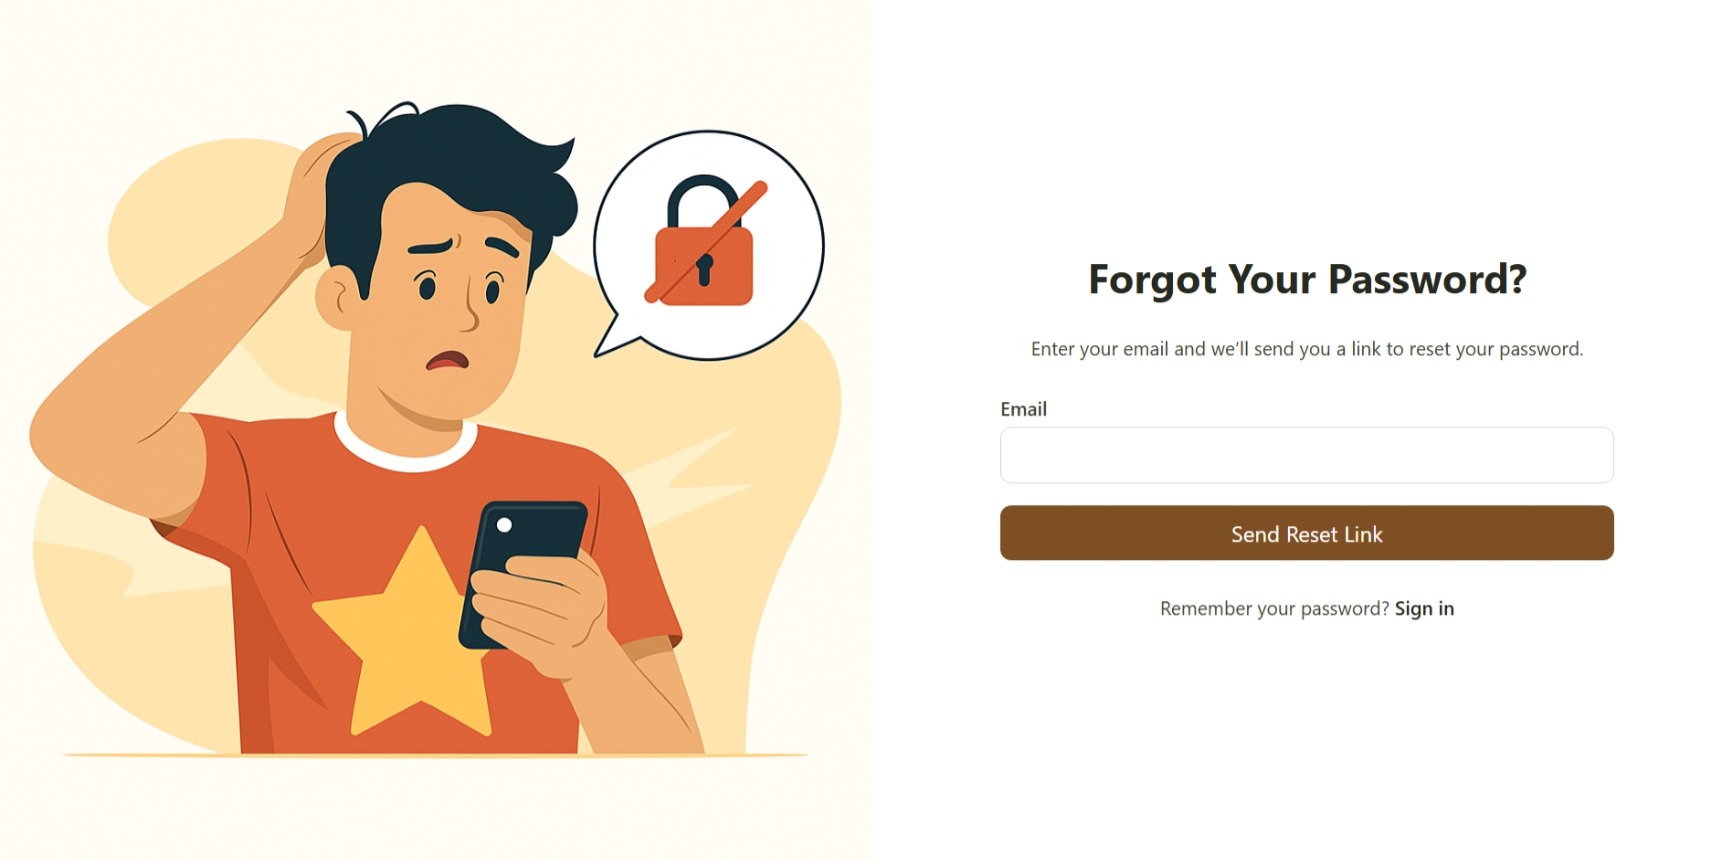 Forgot Your Password?
Enter your email and we’ll send you a link to reset your password.
Email
Send Reset Link
Remember your password? Sign in